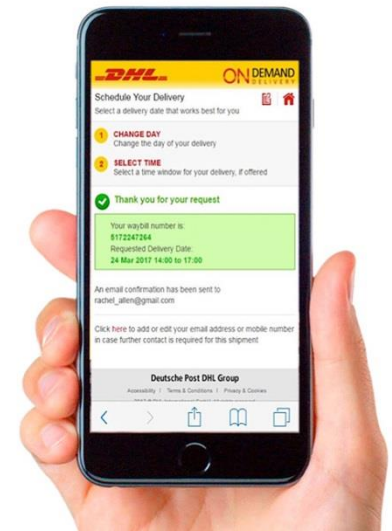 DHL
ON DEMAND
DELIVERY
Schedule Your Delivery
Select a delivery date that works best for you
1 CHANGE DAY
Change the day of your delivery
2 SELECT TIME
Select a time window for your delivery, if offered
Thank you for your request
Your waybill number is:
5172247264
Requested Delivery Date:
24 Mar 2017 14:00 to 17:00
An email confirmation has been sent to
rachel_allen@gmail.com
Click here to add or edit your email address or mobile number
in case further contact is required for this shipment
Deutsche Post DHL Group
Accessibility | Terms & Conditions | Privacy & Cookies